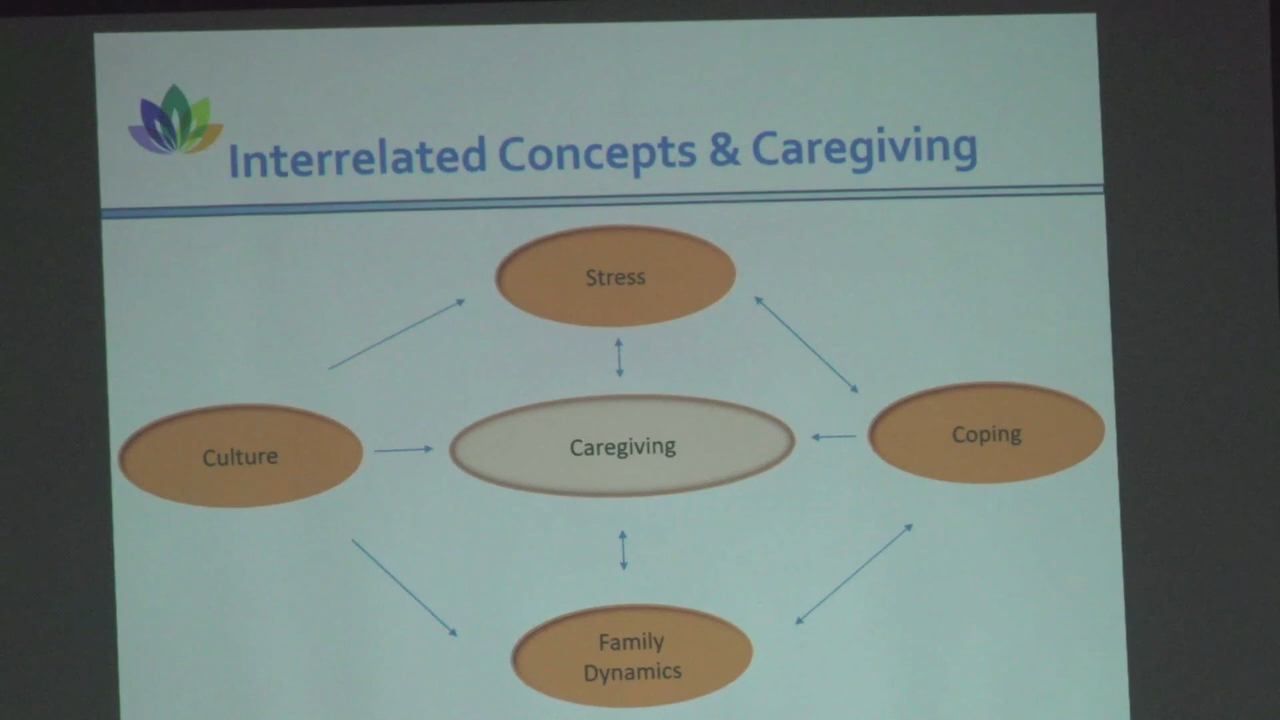 Interrelated Concepts & Caregiving
Stress
Culture
Caregiving
Coping
Family
Dynamics